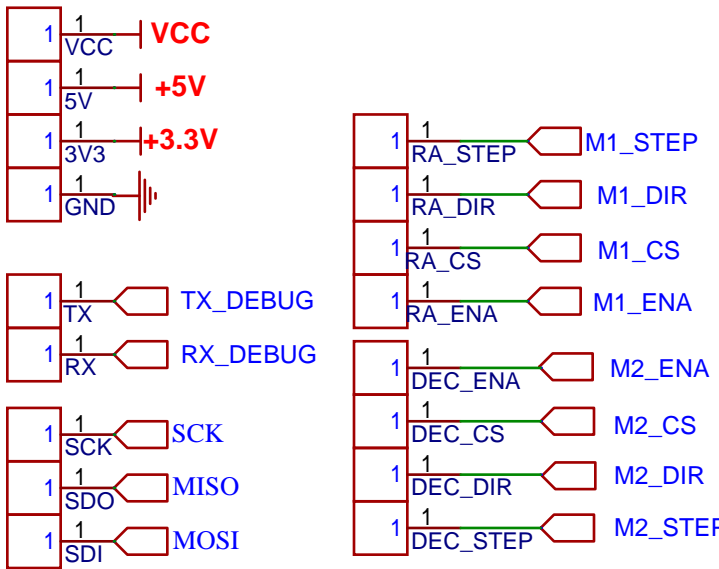 1 1 VCC VCC
1 1 5V +5V
1 1 3V3 +3.3V
1 1 GND
1 1 TX TX_DEBUG
1 1 RX RX_DEBUG
1 1 SCK SCK
1 1 SDO MISO
1 1 SDI MOSI
1 1 RA_STEP M1_STEP
1 1 RA_DIR M1_DIR
1 1 RA_CS M1_CS
1 1 RA_ENA M1_ENA
1 1 DEC_ENA M2_ENA
1 1 DEC_CS M2_CS
1 1 DEC_DIR M2_DIR
1 1 DEC_STEP M2_STEP